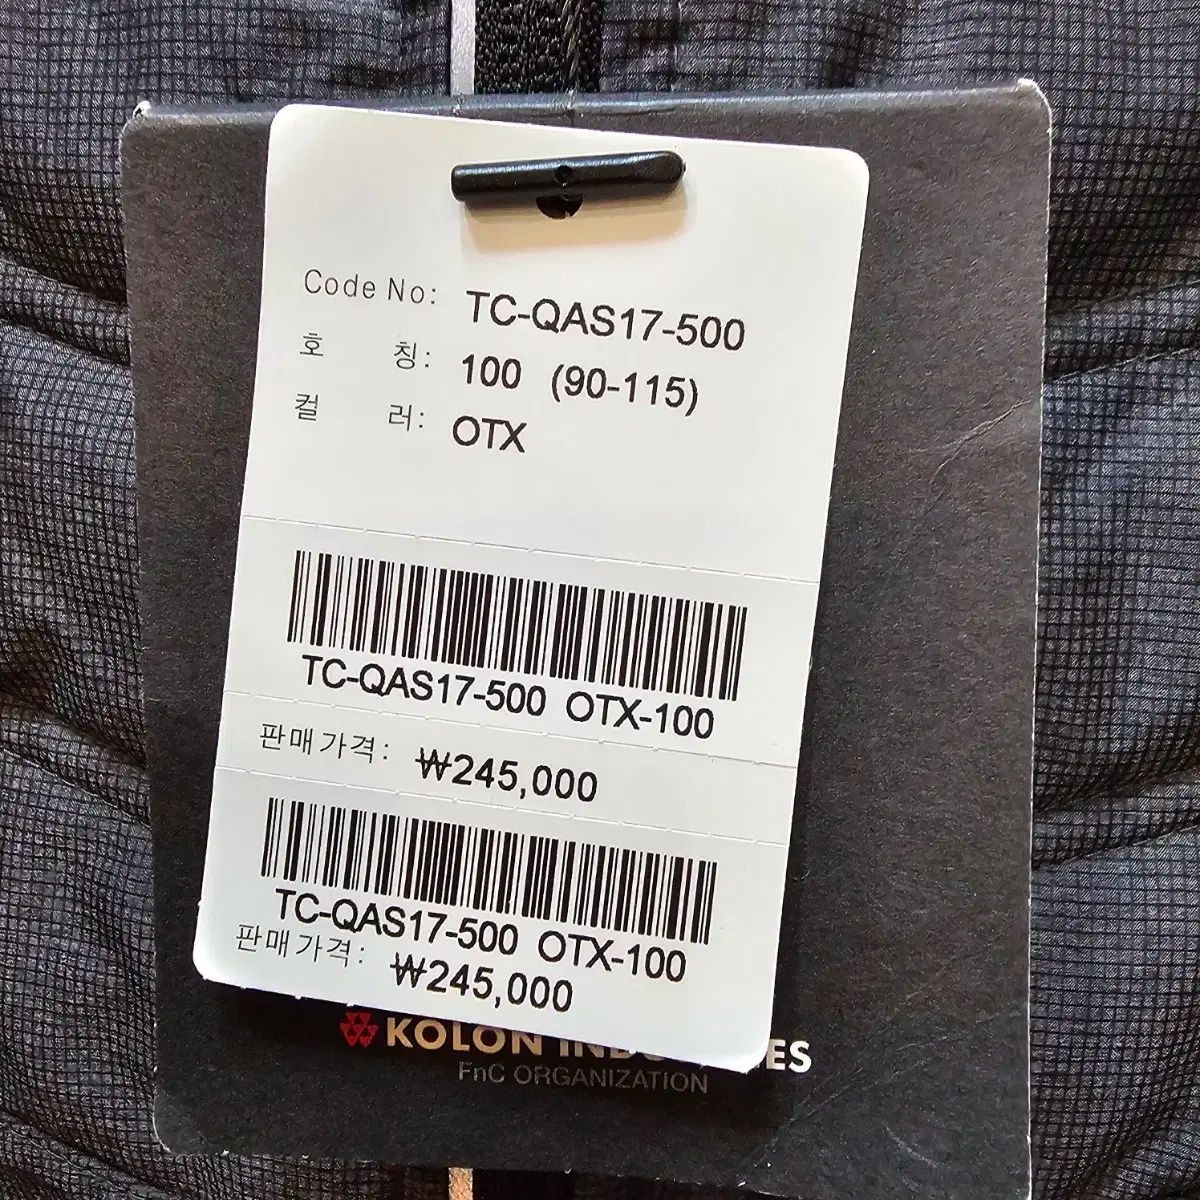 Code No: TC-QAS17-500
호 칭: 100 (90-115)
컬 러: OTX
TC-QAS17-500 OTX-100
판매가격: ₩245,000
TC-QAS17-500 OTX-100
판매가격: ₩245,000
KOLON
FnC ORGANIZATION